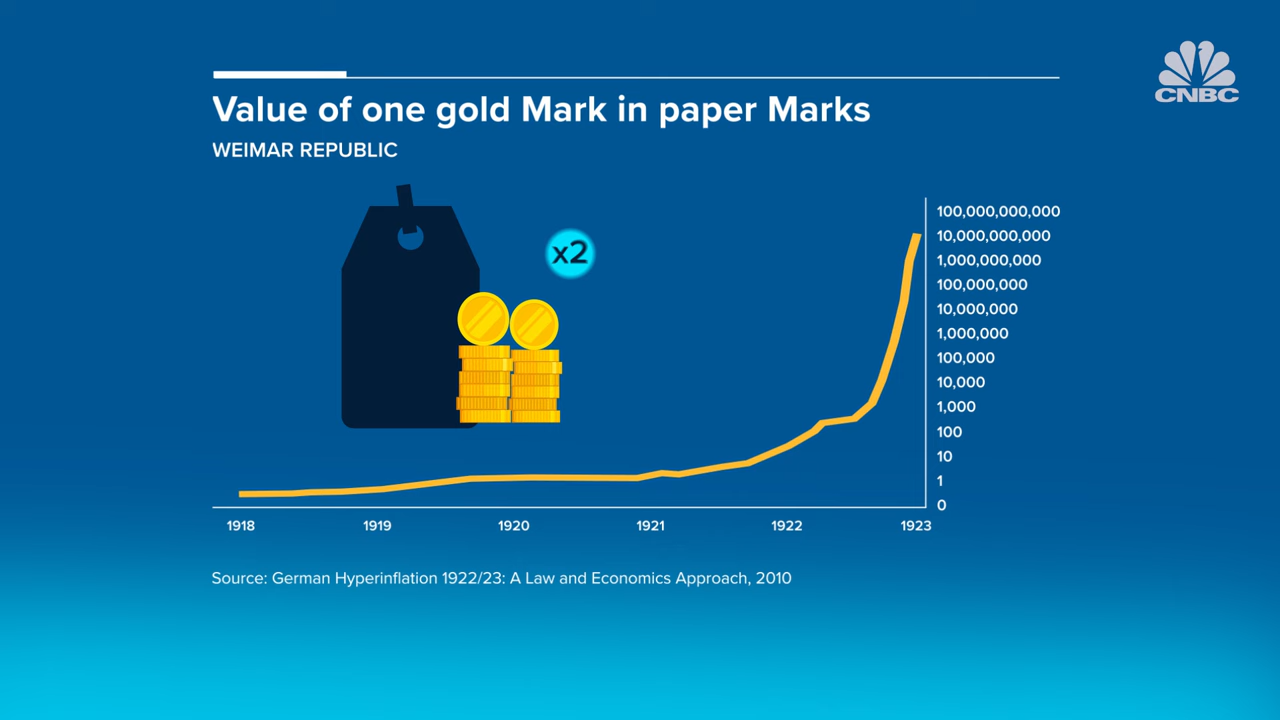 CNBC
Value of one gold Mark in paper Marks
WEIMAR REPUBLIC
x2
100,000,000,000
10,000,000,000
1,000,000,000
100,000,000
10,000,000
1,000,000
100,000
10,000
1,000
100
10
1
0
1918 1919 1920 1921 1922 1923
Source: German Hyperinflation 1922/23: A Law and Economics Approach, 2010